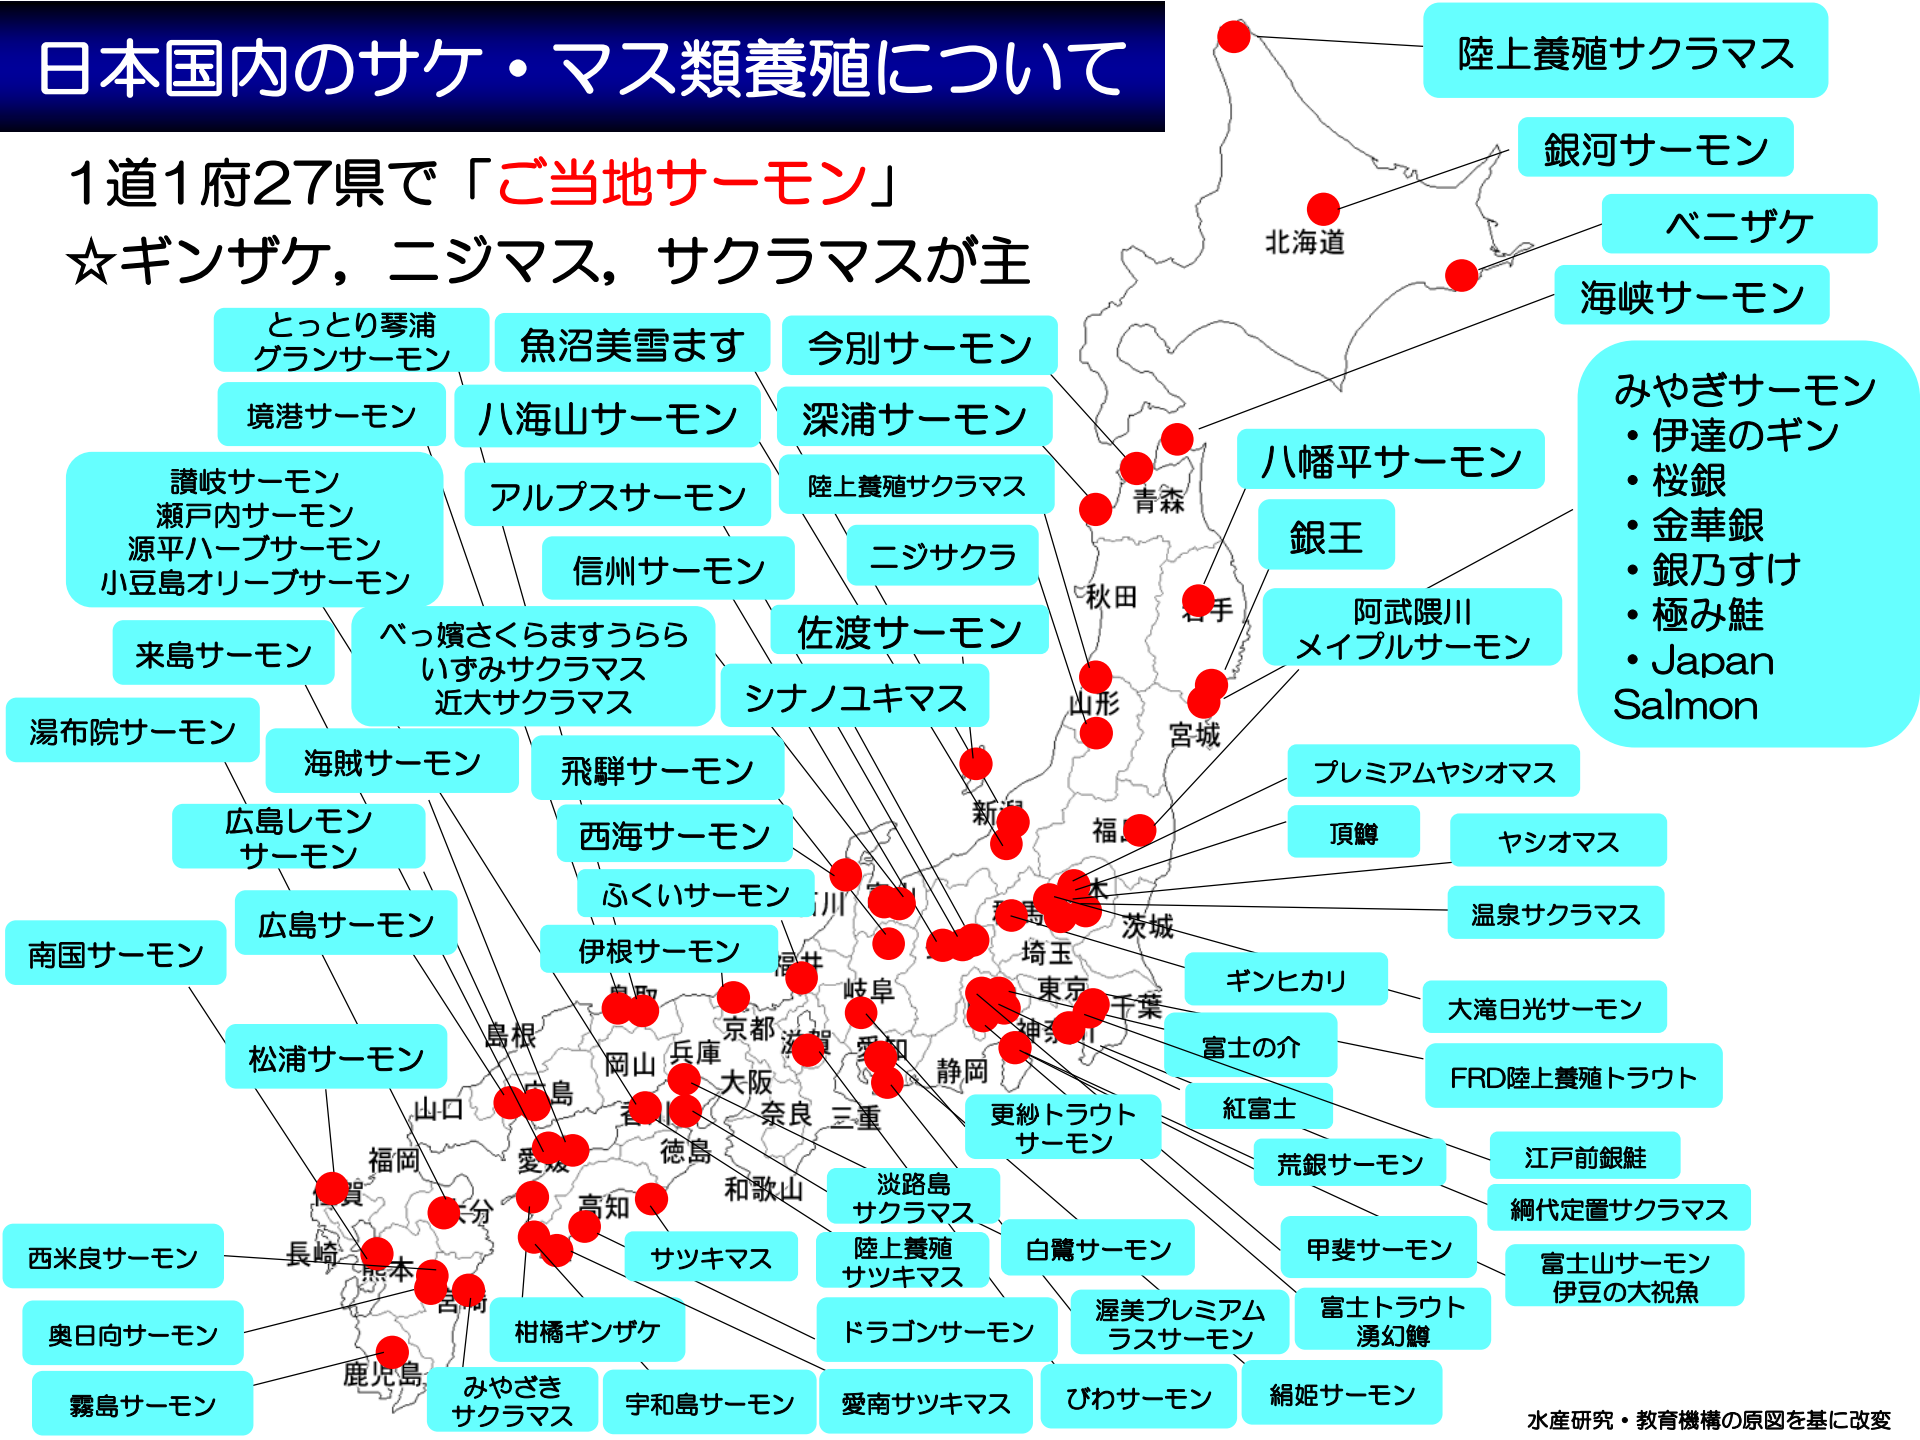 日本国内のサケ・マス類養殖について
1道1府27県で「ご当地サーモン」
☆ギンザケ，ニジマス，サクラマスが主
陸上養殖サクラマス
銀河サーモン
ベニザケ
海峡サーモン
北海道
みやぎサーモン
・伊達のギン
・桜銀
・金華銀
・銀乃すけ
・極み鮭
・Japan
Salmon
とっとり琴浦
グランサーモン
魚沼美雪ます
今別サーモン
境港サーモン
八海山サーモン
深浦サーモン
八幡平サーモン
讃岐サーモン
瀬戸内サーモン
源平ハーブサーモン
小豆島オリーブサーモン
アルプスサーモン
陸上養殖サクラマス
青森
銀王
信州サーモン
ニジサクラ
秋田
岩手
阿武隈川
メイプルサーモン
来島サーモン
べっ嬪さくらますうらら
いずみサクラマス
近大サクラマス
佐渡サーモン
シナノユキマス
山形
宮城
湯布院サーモン
海賊サーモン
飛騨サーモン
プレミアムヤシオマス
広島レモン
サーモン
西海サーモン
新潟
福島
頂鱒
ヤシオマス
ふくいサーモン
富山
石川
栃木
群馬
茨城
温泉サクラマス
広島サーモン
南国サーモン
伊根サーモン
福井
埼玉
ギンヒカリ
大滝日光サーモン
鳥取
岐阜
東京
千葉
松浦サーモン
島根
京都
滋賀
愛知
神奈川
富士の介
FRD陸上養殖トラウト
岡山
兵庫
大阪
静岡
山口
広島
香川
奈良
三重
更紗トラウト
サーモン
紅富士
福岡
愛媛
徳島
荒銀サーモン
江戸前銀鮭
佐賀
大分
高知
和歌山
淡路島
サクラマス
網代定置サクラマス
西米良サーモン
長崎
熊本
サツキマス
陸上養殖
サツキマス
白鷺サーモン
甲斐サーモン
富士山サーモン
伊豆の大祝魚
奥日向サーモン
宮崎
柑橘ギンザケ
ドラゴンサーモン
渥美プレミアム
ラスサーモン
富士トラウト
湧幻鱒
霧島サーモン
鹿児島
みやざき
サクラマス
宇和島サーモン
愛南サツキマス
びわサーモン
絹姫サーモン
水産研究・教育機構の原図を基に改変